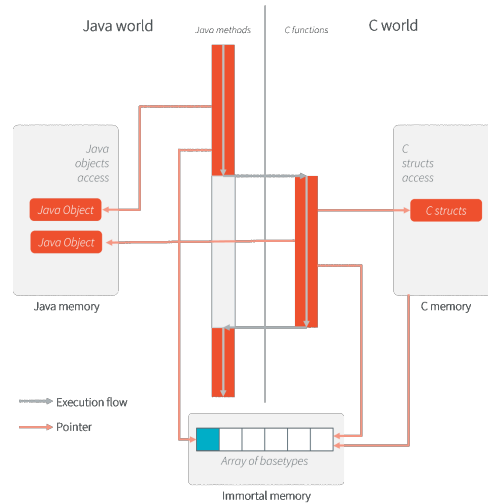 Java world
Java methods
C functions
C world
Java
objects
access
Java Object
Java Object
Java memory
C
structs
access
C structs
C memory
Execution flow
Pointer
Array of basetypes
Immortal memory